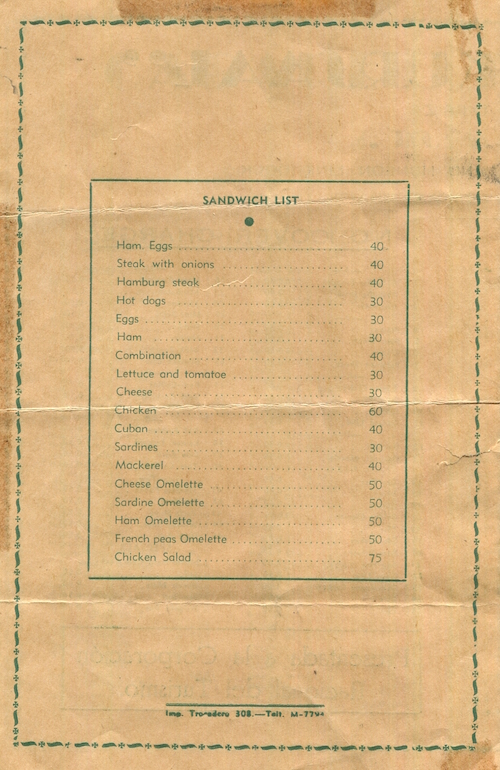 SANDWICH LIST
Ham. Eggs 40
Steak with onions 40
Hamburg steak 40
Hot dogs 30
Eggs 30
Ham 30
Combination 40
Lettuce and tomatoe 30
Cheese 30
Chicken 60
Cuban 40
Sardines 30
Mackerel 40
Cheese Omelette 50
Sardine Omelette 50
Ham Omelette 50
French peas Omelette 50
Chicken Salad 75
Imp. Trocadero 308.—Telf.